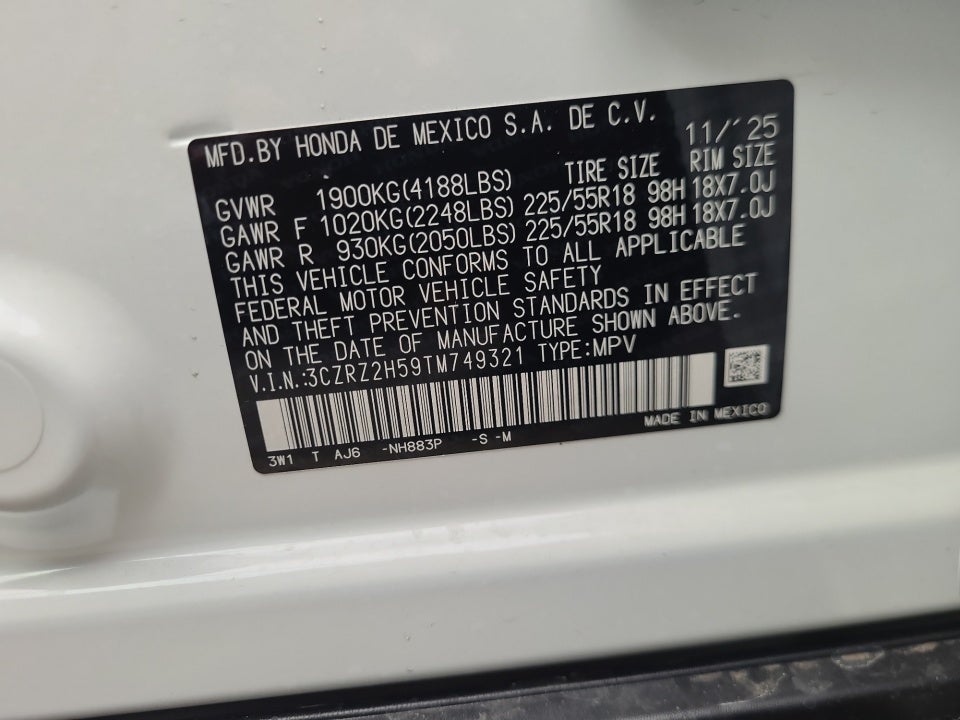 MFD.BY HONDA DE MEXICO S.A. DE C.V. 11/'25
TIRE SIZE RIM SIZE
GVWR 1900KG(4188LBS)
GAWR F 1020KG(2248LBS) 225/55R18 98H 18X7.0J
GAWR R 930KG(2050LBS) 225/55R18 98H 18X7.0J
THIS VEHICLE CONFORMS TO ALL APPLICABLE
FEDERAL MOTOR VEHICLE SAFETY
AND THEFT PREVENTION STANDARDS IN EFFECT
ON THE DATE OF MANUFACTURE SHOWN ABOVE.
V.I.N.:3CZRZ2H59TM749321 TYPE:MPV
MADE IN MEXICO
3W1 T AJ6 -NH883P -S -M